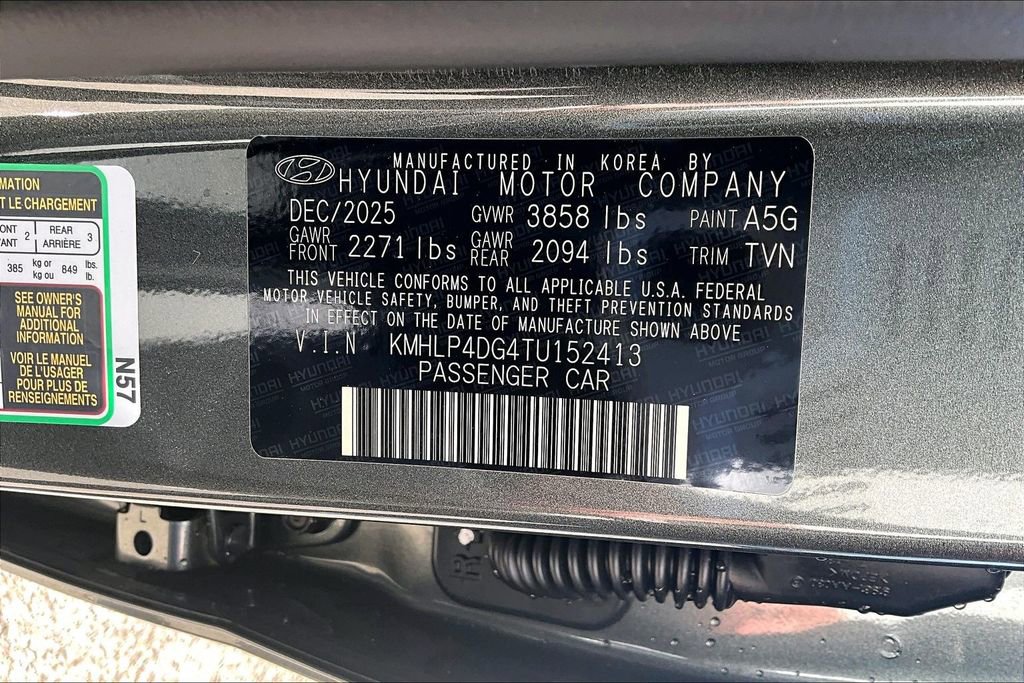 MANUFACTURED IN KOREA BY
HYUNDAI MOTOR COMPANY
DEC/2025 GVWR 3858 lbs PAINT A5G
GAWR FRONT 2271 lbs GAWR REAR 2094 lbs TRIM TVN
THIS VEHICLE CONFORMS TO ALL APPLICABLE U.S.A. FEDERAL
MOTOR VEHICLE SAFETY, BUMPER, AND THEFT PREVENTION STANDARDS
IN EFFECT ON THE DATE OF MANUFACTURE SHOWN ABOVE
V.I.N KMHLP4DG4TU152413
PASSENGER CAR
LE CHARGEMENT
2 REAR 3
ARRIÈRE
385 kg or 849 lbs.
kg ou lb.
SEE OWNER'S
MANUAL FOR
ADDITIONAL
INFORMATION
VOIR LE MANUEL
DE L'USAGER
POUR PLUS DE
RENSEIGNEMENTS
N57
HYUNDAI
MOTOR GROUP
L
R